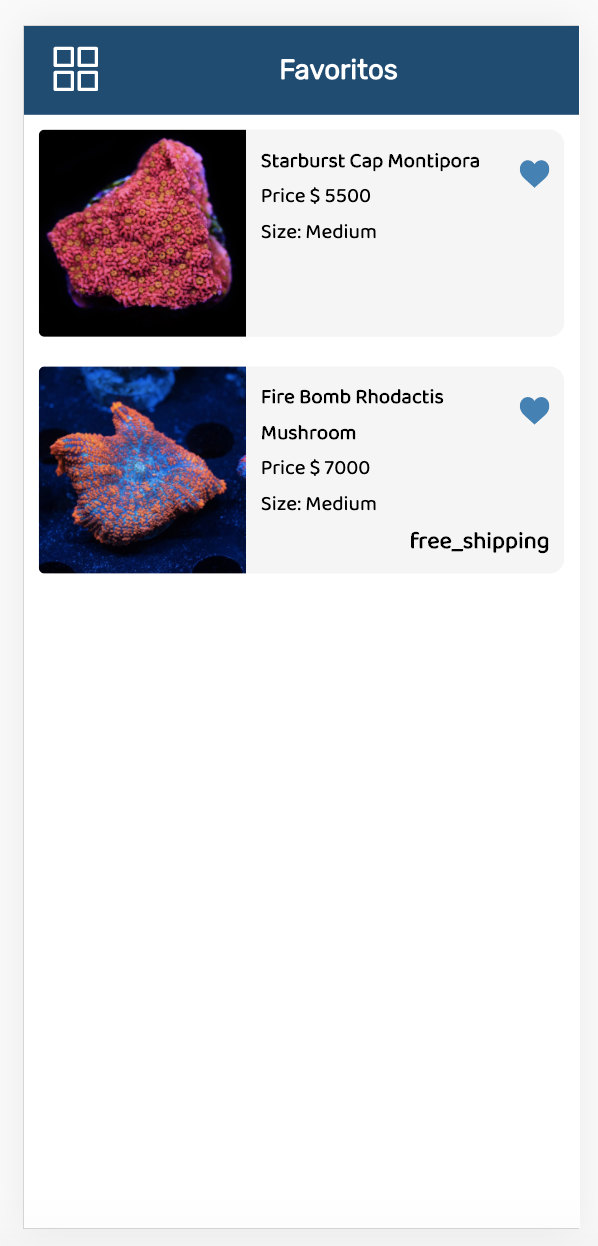 Favoritos
Starburst Cap Montipora
Price $ 5500
Size: Medium
Fire Bomb Rhodactis
Mushroom
Price $ 7000
Size: Medium
free_shipping